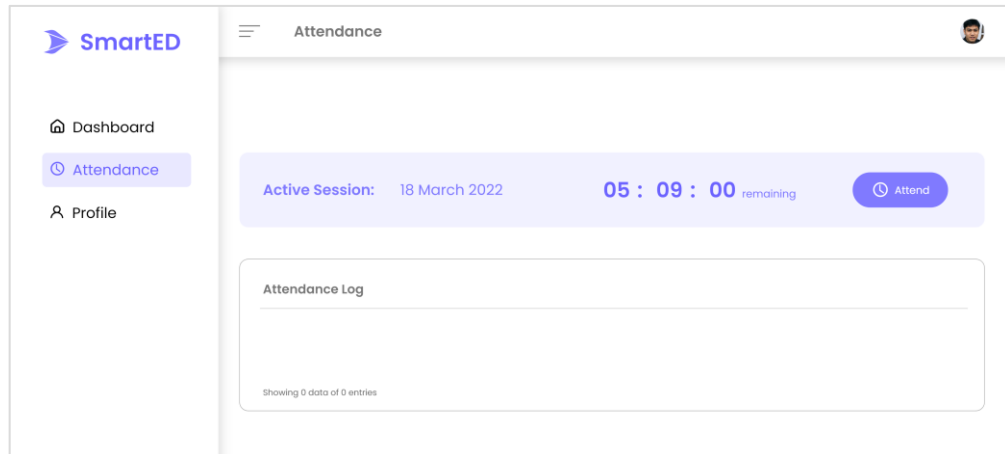 SmartED
Attendance
Dashboard
Attendance
Profile
Active Session: 18 March 2022 05 : 09 : 00 remaining Attend
Attendance Log
Showing 0 data of 0 entries